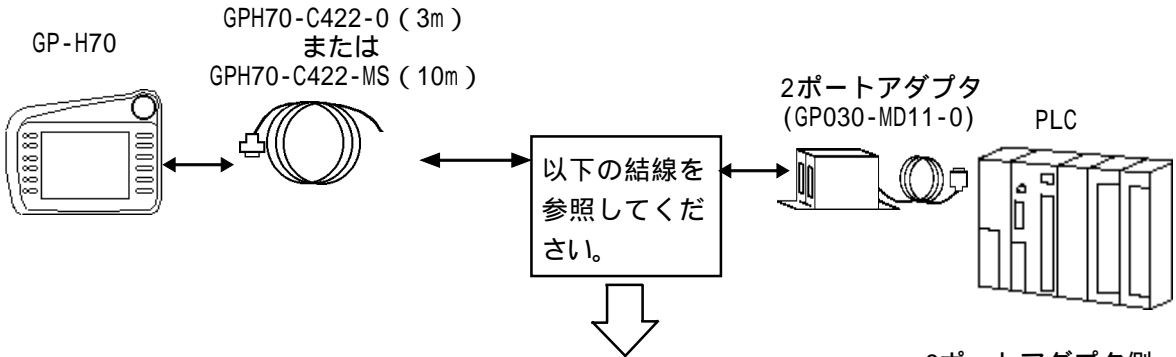 GP-H70
GPH70-C422-0(3m)
または
GPH70-C422-MS(10m)
2ポートアダプタ
(GP030-MD11-0)
PLC
以下の結線を
参照してくだ
さい。